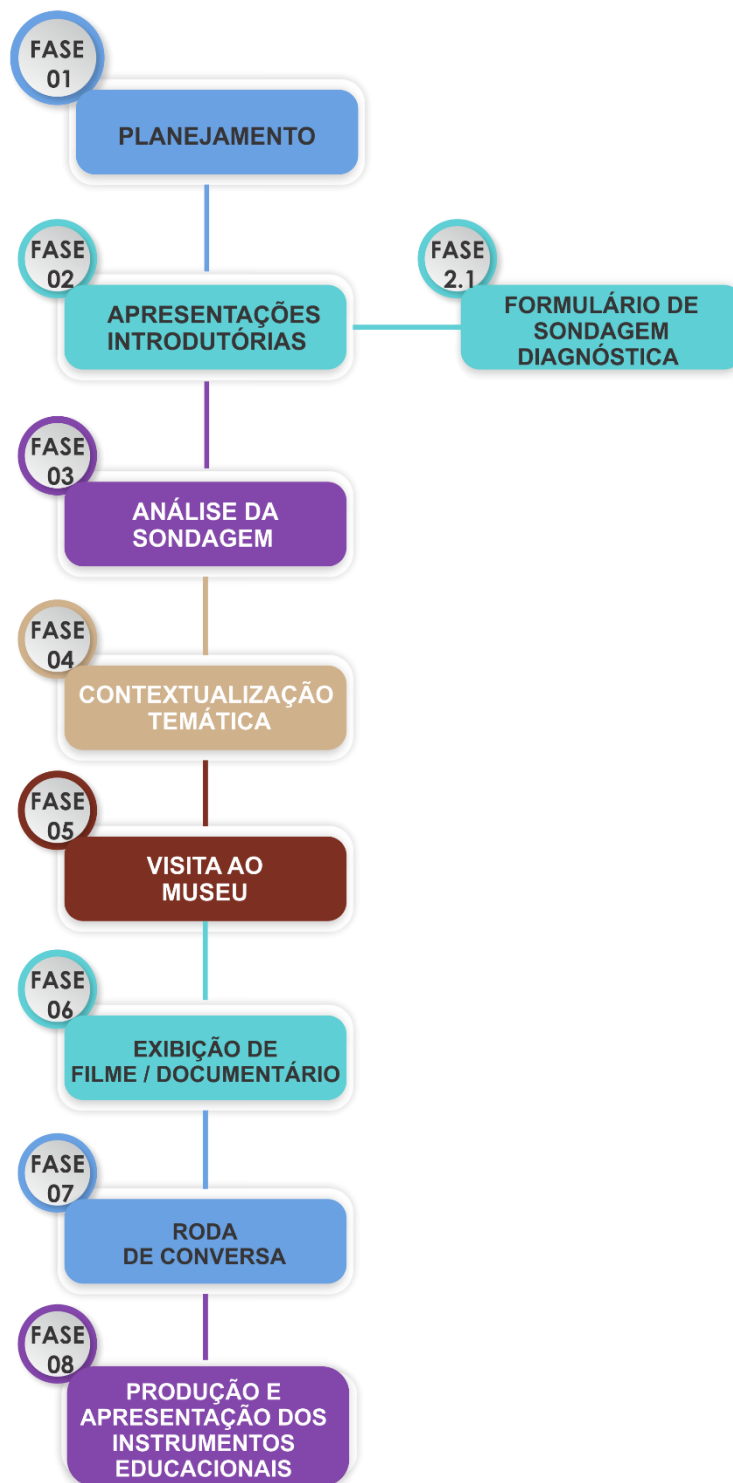 FASE
01
PLANEJAMENTO
FASE
02
APRESENTAÇÕES
INTRODUTÓRIAS
FASE
2.1
FORMULÁRIO DE
SONDAGEM
DIAGNÓSTICA
FASE
03
ANÁLISE DA
SONDAGEM
FASE
04
CONTEXTUALIZAÇÃO
TEMÁTICA
FASE
05
VISITA AO
MUSEU
FASE
06
EXIBIÇÃO DE
FILME / DOCUMENTÁRIO
FASE
07
RODA
DE CONVERSA
FASE
08
PRODUÇÃO E
APRESENTAÇÃO DOS
INSTRUMENTOS
EDUCACIONAIS